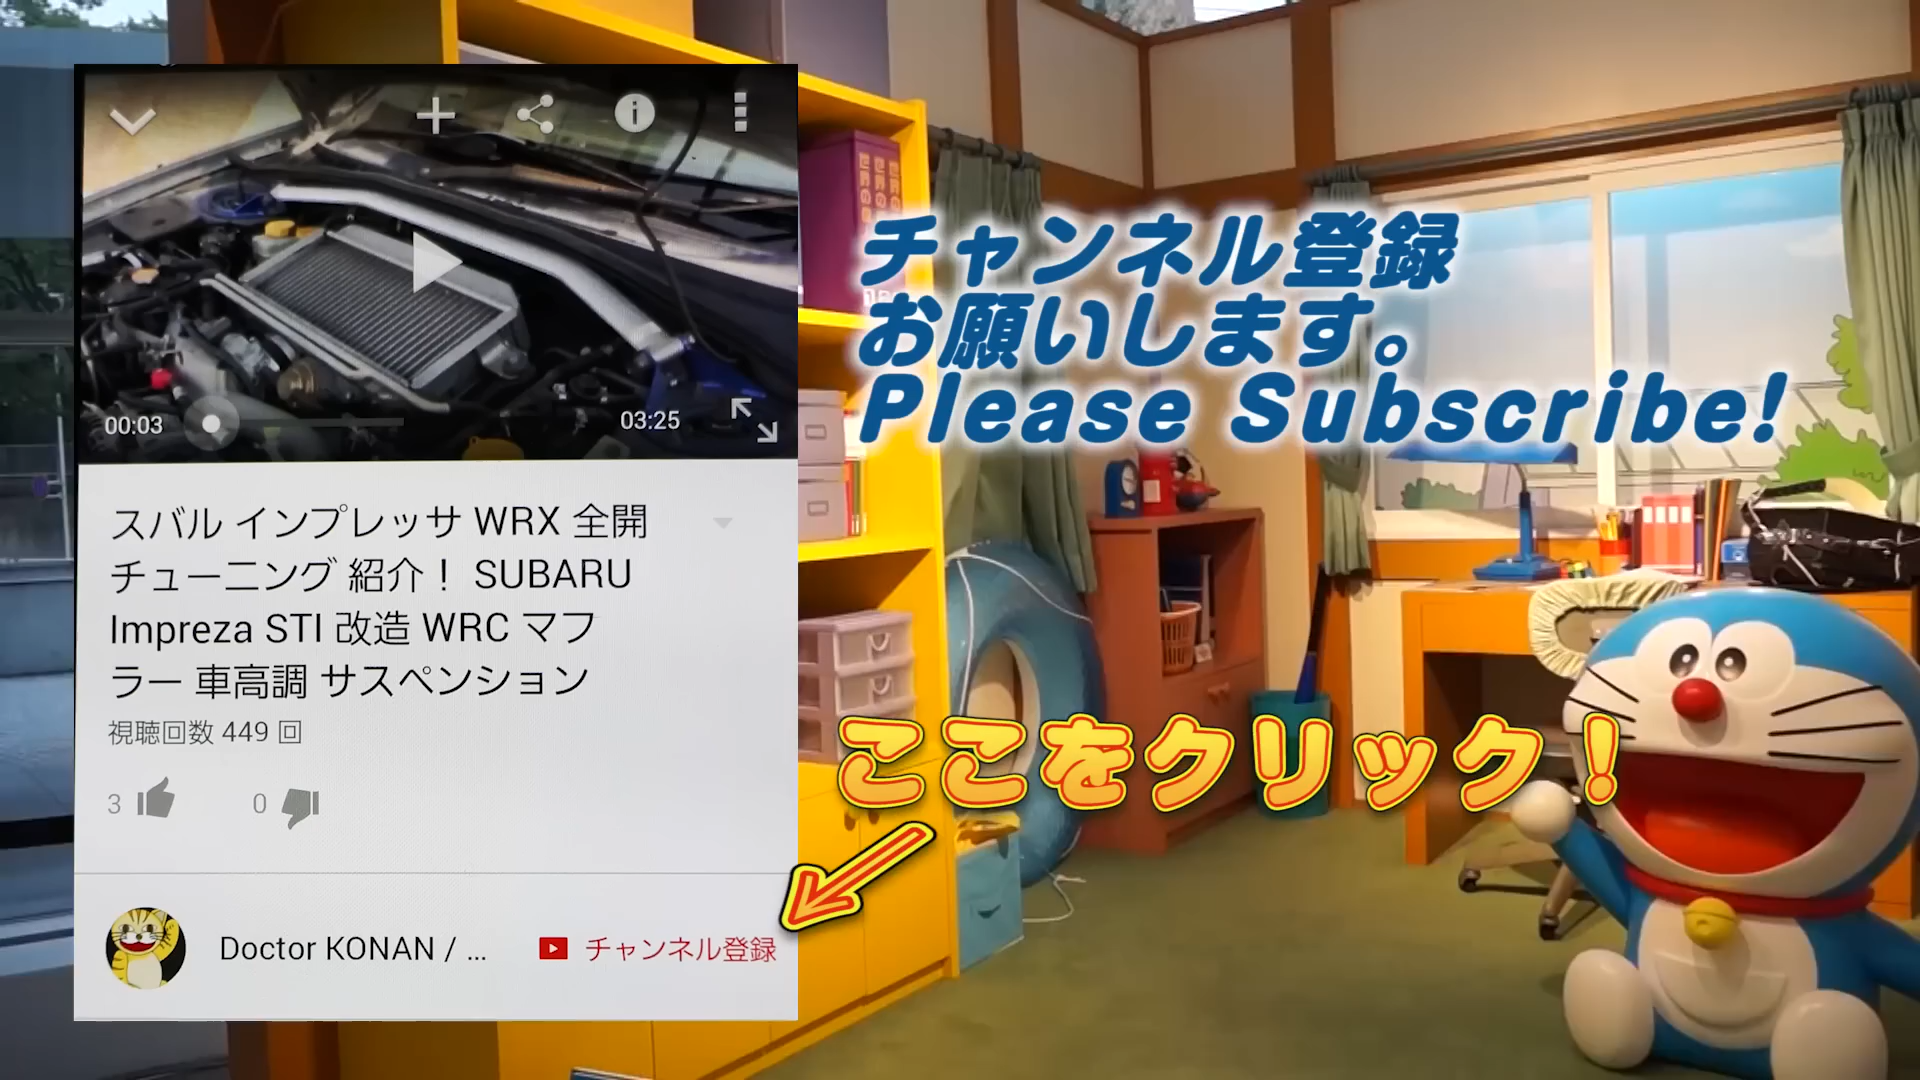 00:03
03:25
スバル インプレッサ WRX 全開
チューニング 紹介！ SUBARU
Impreza STI 改造 WRC マフ
ラー 車高調 サスペンション
視聴回数 449 回
3
0
Doctor KONAN / ...
チャンネル登録
チャンネル登録
お願いします。
Please Subscribe!
ここをクリック！